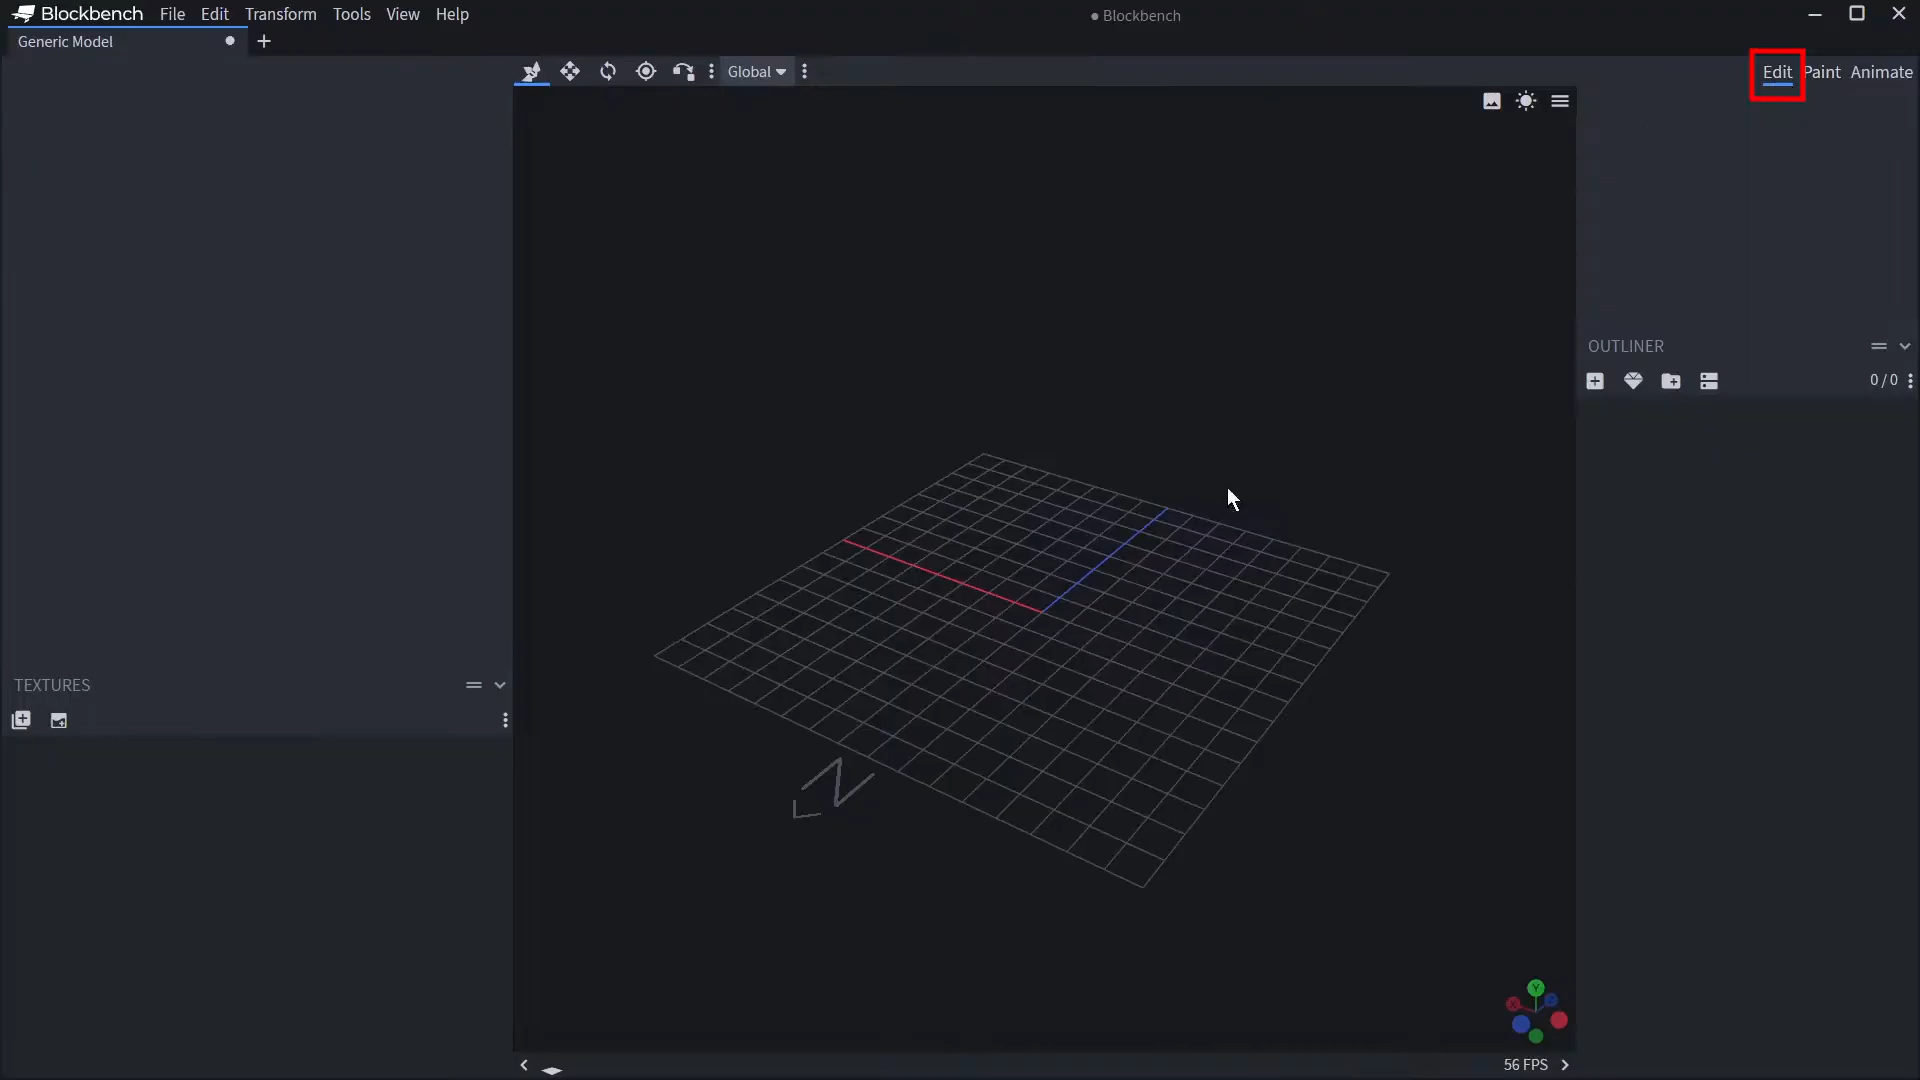 Blockbench File Edit Transform Tools View Help
● Blockbench
Generic Model
Global
Edit Paint Animate
OUTLINER
0 / 0
TEXTURES
N
Y
56 FPS